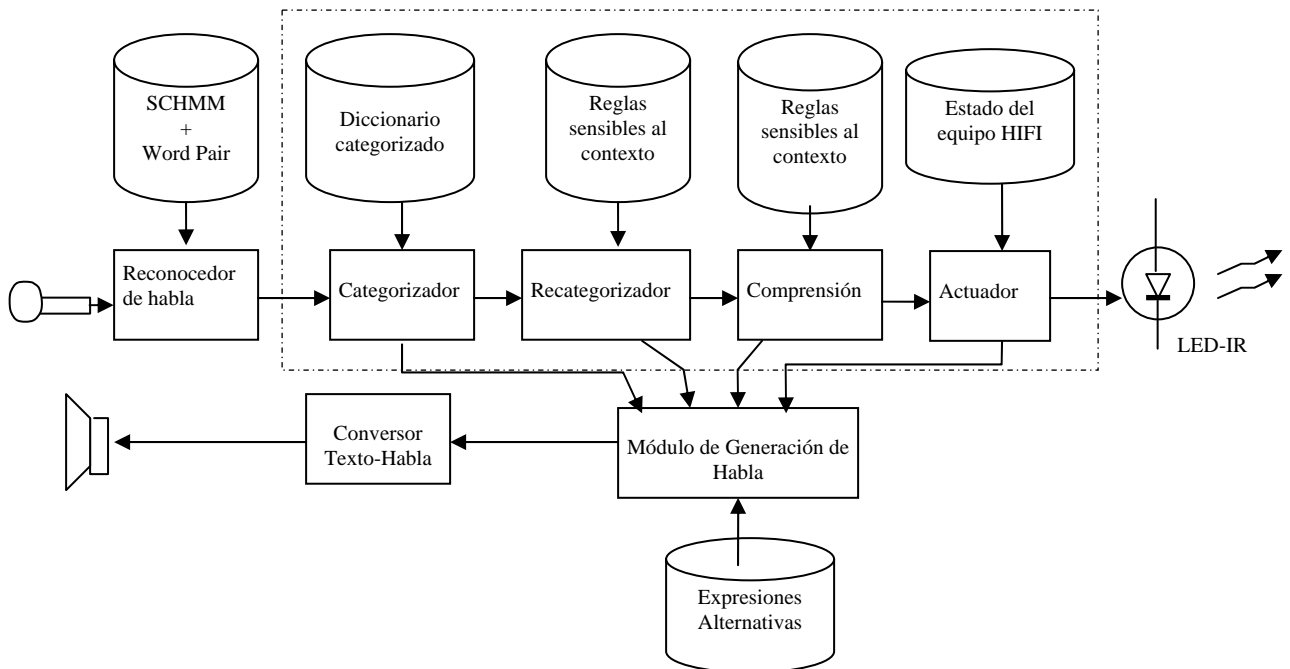 SCHMM
+
Word Pair
Diccionario
categorizado
Reglas
sensibles al
contexto
Reglas
sensibles al
contexto
Estado del
equipo HIFI
Reconocedor
de habla
Categorizador
Recategorizador
Comprensión
Actuador
LED-IR
Conversor
Texto-Habla
Módulo de Generación de
Habla
Expresiones
Alternativas